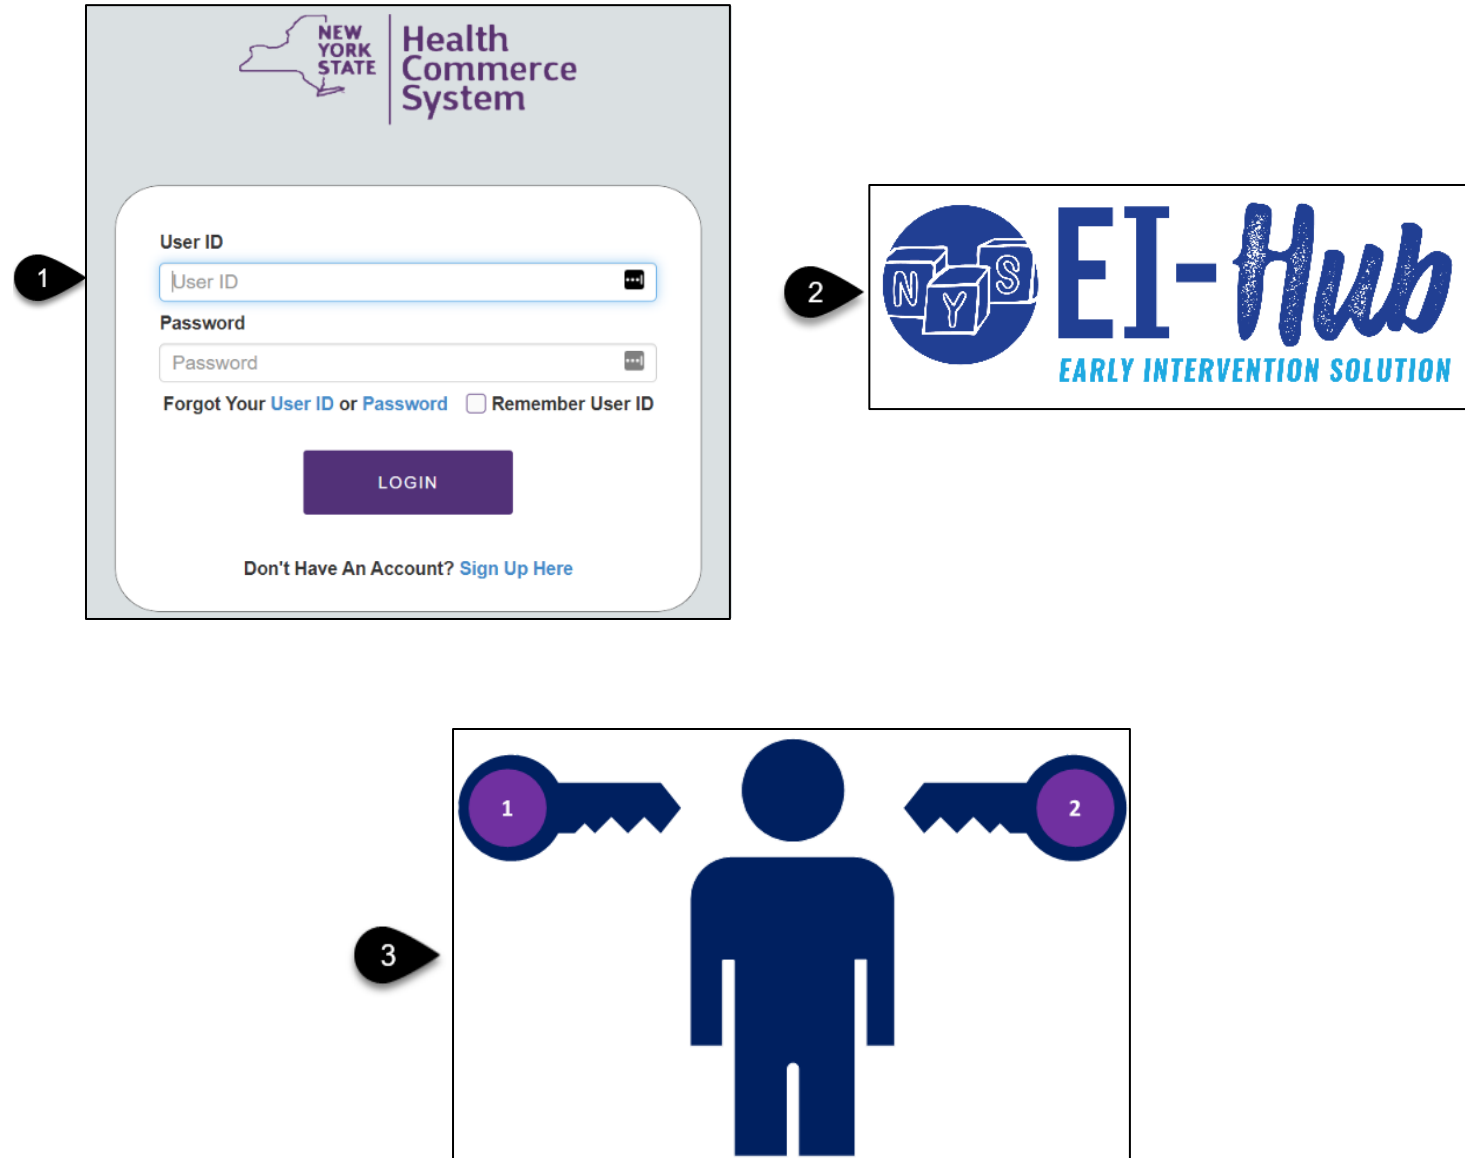 NEW
YORK
STATE
Health
Commerce
System
1
User ID
User ID
Password
Password
Forgot Your User ID or Password Remember User ID
LOGIN
Don't Have An Account? Sign Up Here
2
NYS
EI-Hub
EARLY INTERVENTION SOLUTION
3
1
2